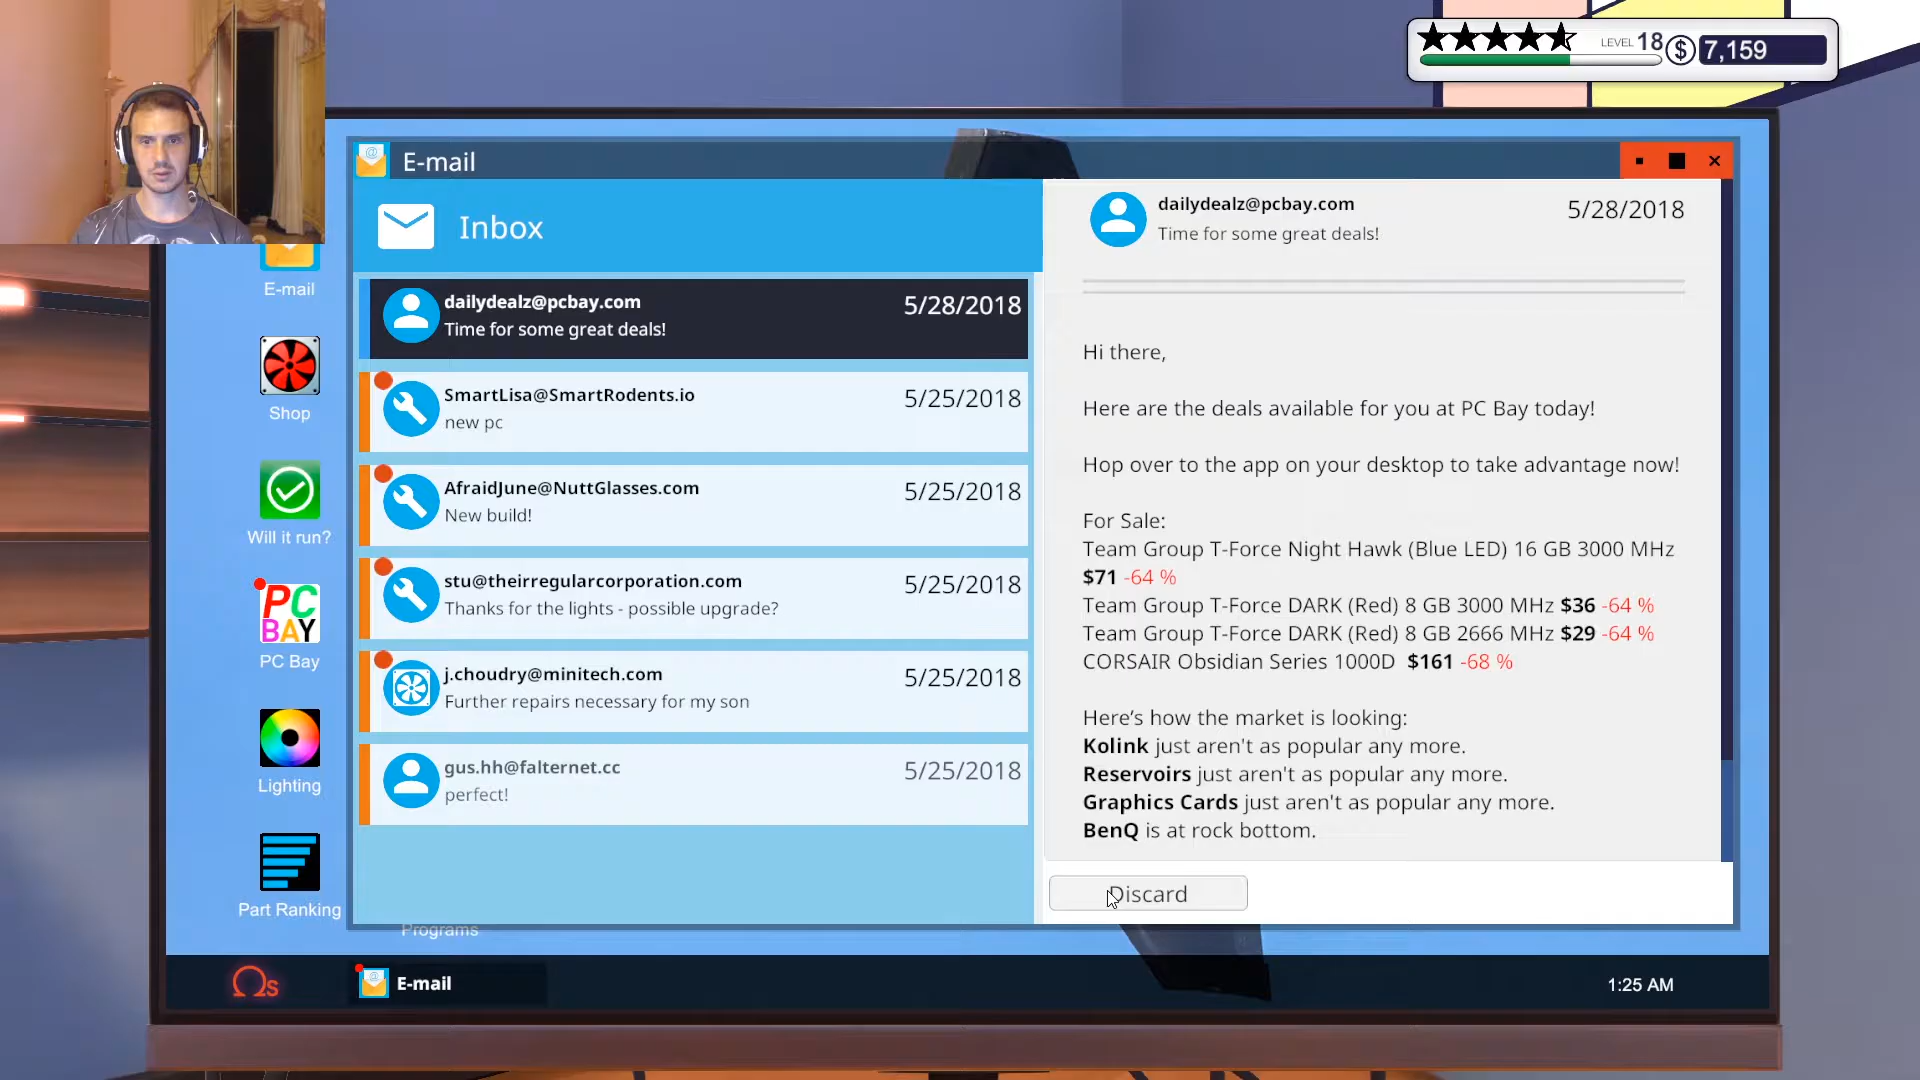 LEVEL 18 $ 7,159
E-mail
Inbox
dailydealz@pcbay.com 5/28/2018
Time for some great deals!
SmartLisa@SmartRodents.io 5/25/2018
new pc
AfraidJune@NuttGlasses.com 5/25/2018
New build!
stu@theirregularcorporation.com 5/25/2018
Thanks for the lights - possible upgrade?
j.choudry@minitech.com 5/25/2018
Further repairs necessary for my son
gus.hh@falternet.cc 5/25/2018
perfect!
dailydealz@pcbay.com 5/28/2018
Time for some great deals!
Hi there,
Here are the deals available for you at PC Bay today!
Hop over to the app on your desktop to take advantage now!
For Sale:
Team Group T-Force Night Hawk (Blue LED) 16 GB 3000 MHz
$71 -64 %
Team Group T-Force DARK (Red) 8 GB 3000 MHz $36 -64 %
Team Group T-Force DARK (Red) 8 GB 2666 MHz $29 -64 %
CORSAIR Obsidian Series 1000D $161 -68 %
Here's how the market is looking:
Kolink just aren't as popular any more.
Reservoirs just aren't as popular any more.
Graphics Cards just aren't as popular any more.
BenQ is at rock bottom.
Discard
E-mail
Shop
Will it run?
PC
BAY
PC Bay
Lighting
Part Ranking
Programs
Ωs
E-mail
1:25 AM